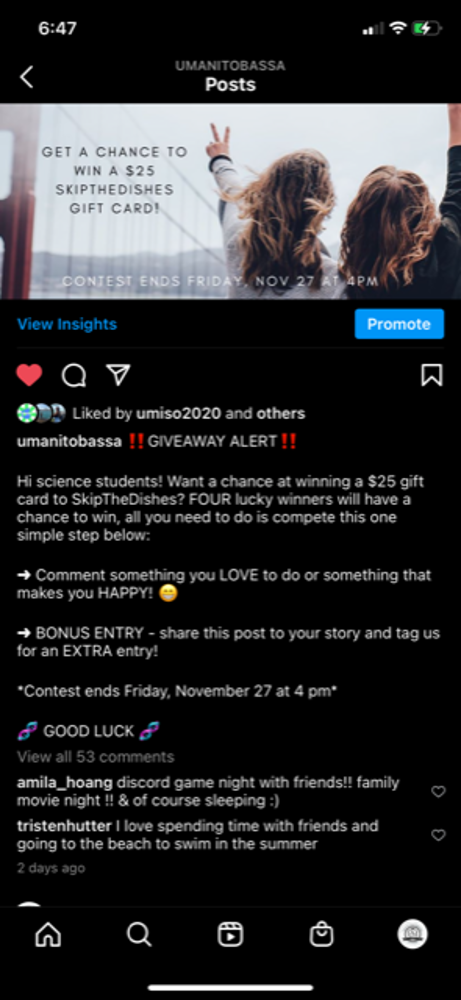 6:47
UMANITOBASSA
Posts
GET A CHANCE TO
WIN A $25
SKIPTHEDISHES
GIFT CARD!
CONTEST ENDS FRIDAY, NOV 27 AT 4PM
View Insights
Promote
Liked by umiso2020 and others
umanitobassa ‼️GIVEAWAY ALERT‼️
Hi science students! Want a chance at winning a $25 gift
card to SkipTheDishes? FOUR lucky winners will have a
chance to win, all you need to do is compete this one
simple step below:
➜ Comment something you LOVE to do or something that
makes you HAPPY! 😁
➜ BONUS ENTRY - share this post to your story and tag us
for an EXTRA entry!
*Contest ends Friday, November 27 at 4 pm*
🧬 GOOD LUCK 🧬
View all 53 comments
amila_hoang discord game night with friends!! family
movie night !! & of course sleeping :)
tristenhutter I love spending time with friends and
going to the beach to swim in the summer
2 days ago